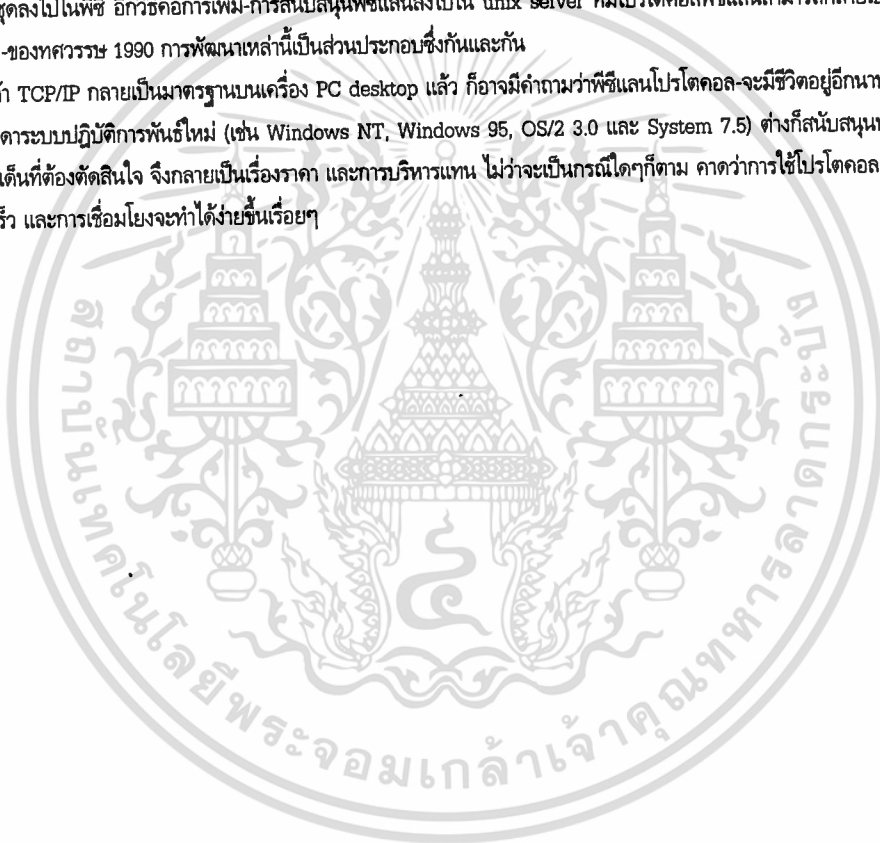 ชุดลงไปในพีซี อีกวิธีคือการเพิ่ม-การสนับสนุนพีซีแลนลงไปใน unix server
-ของทศวรรษ 1990 การพัฒนาเหล่านี้เป็นส่วนประกอบซึ่งกันและกัน
TCP/IP กลายเป็นมาตรฐานบนเครื่อง PC desktop แล้ว ก็อาจมีคำถามว่าพีซีแลนโปรโตคอล-จะมีชีวิตอยู่อีกนาน
ดาระบบปฏิบัติการพันธ์ใหม่ (เช่น Windows NT, Windows 95, OS/2 3.0 และ System 7.5) ต่างก็สนับสนุน
เด็นที่ต้องตัดสินใจ จึงกลายเป็นเรื่องราคา และการบริหารแทน ไม่ว่าจะเป็นกรณีใดๆก็ตาม คาดว่าการใช้โปรโตคอล
ร็ว และการเชื่อมโยงจะทำได้ง่ายขึ้นเรื่อยๆ
สถาบันเทคโนโลยีพระจอมเกล้าเจ้าคุณทหารลาดกระบัง